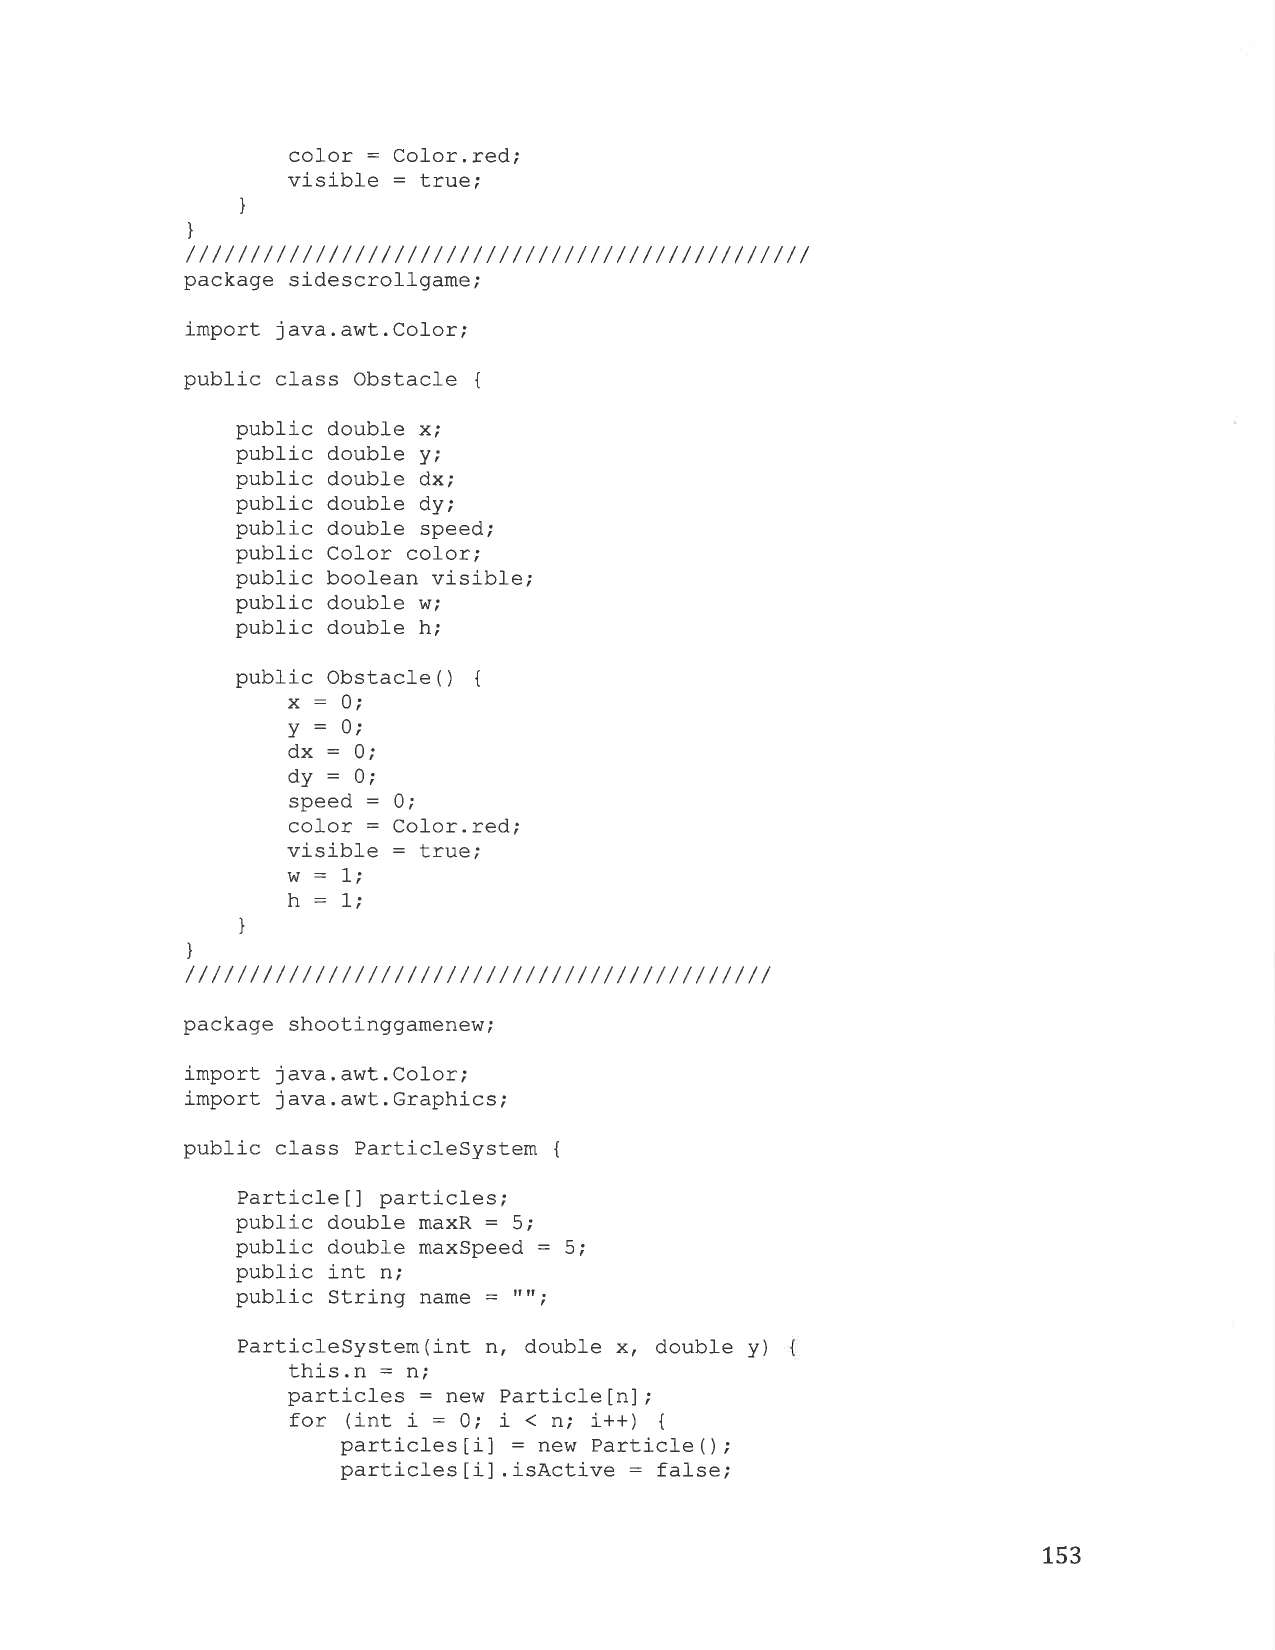 color = Color.red;
        visible = true;
    }
}
////////////////////////////////////////////////
package sidescrollgame;

import java.awt.Color;

public class Obstacle {

    public double x;
    public double y;
    public double dx;
    public double dy;
    public double speed;
    public Color color;
    public boolean visible;
    public double w;
    public double h;

    public Obstacle() {
        x = 0;
        y = 0;
        dx = 0;
        dy = 0;
        speed = 0;
        color = Color.red;
        visible = true;
        w = 1;
        h = 1;
    }
}
/////////////////////////////////////////////

package shootinggamenew;

import java.awt.Color;
import java.awt.Graphics;

public class ParticleSystem {

    Particle[] particles;
    public double maxR = 5;
    public double maxSpeed = 5;
    public int n;
    public String name = "";

    ParticleSystem(int n, double x, double y) {
        this.n = n;
        particles = new Particle[n];
        for (int i = 0; i < n; i++) {
            particles[i] = new Particle();
            particles[i].isActive = false;

153